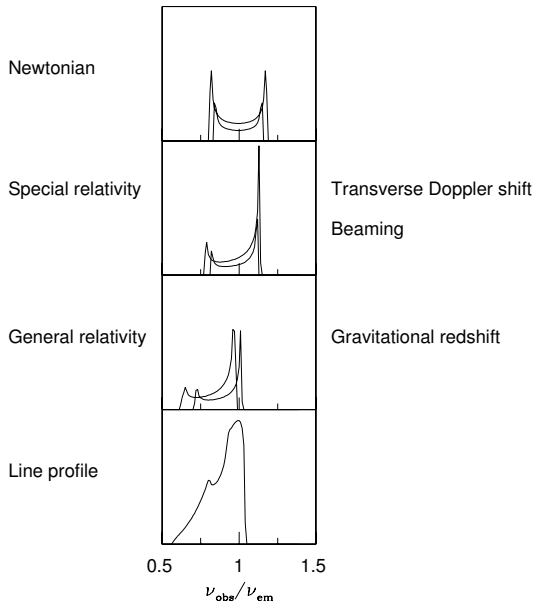 Newtonian
Special relativity
Transverse Doppler shift
Beaming
General relativity
Gravitational redshift
Line profile
0.5 1 1.5
ν_obs/ν_em